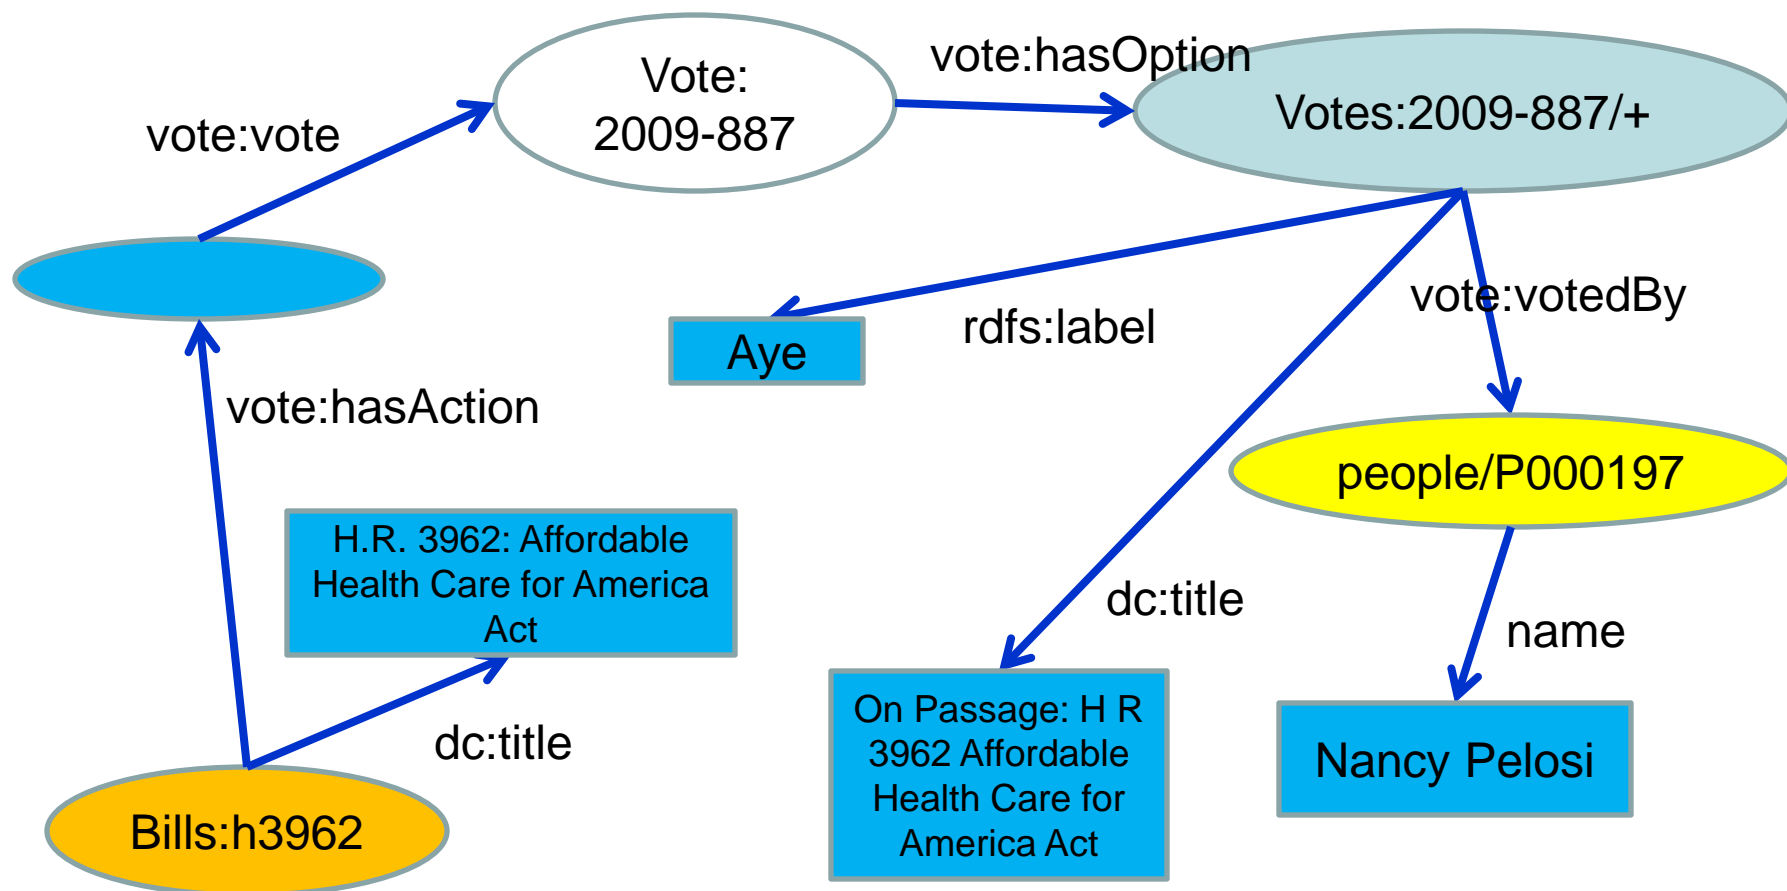 Vote:
2009-887
vote:hasOption
Votes:2009-887/+
vote:vote
rdfs:label
vote:votedBy
Aye
vote:hasAction
people/P000197
H.R. 3962: Affordable
Health Care for America
Act
dc:title
name
dc:title
On Passage: H R
3962 Affordable
Health Care for
America Act
Nancy Pelosi
Bills:h3962